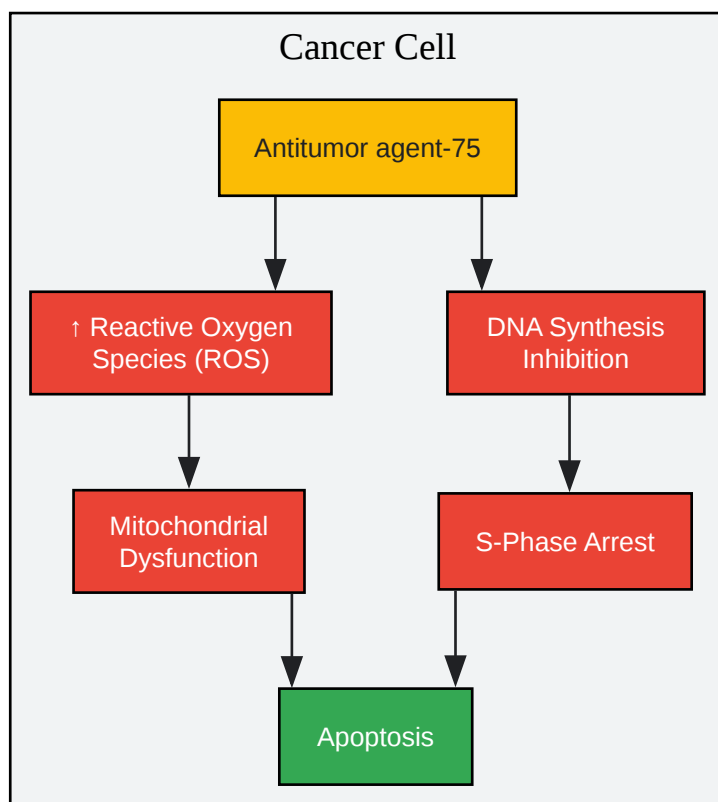 Cancer Cell
Antitumor agent-75
↑ Reactive Oxygen
Species (ROS)
DNA Synthesis
Inhibition
Mitochondrial
Dysfunction
S-Phase Arrest
Apoptosis